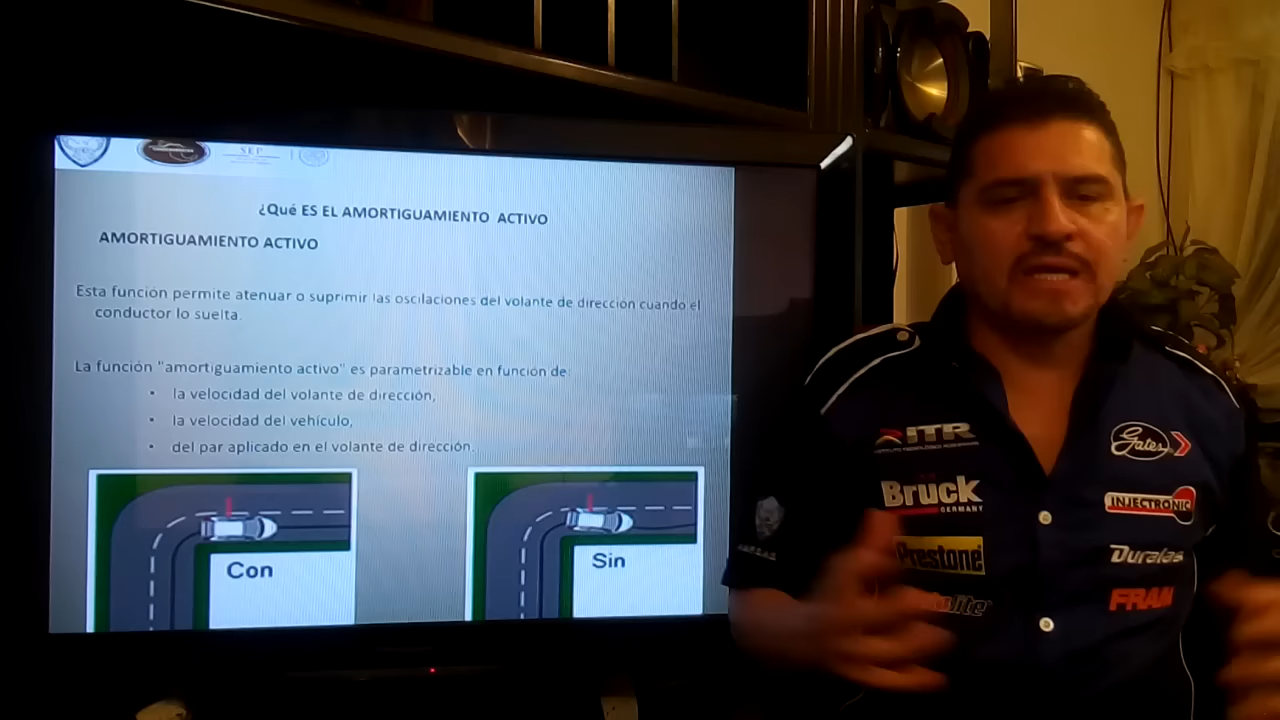 SEP
¿Qué ES EL AMORTIGUAMIENTO ACTIVO
AMORTIGUAMIENTO ACTIVO
Esta función permite atenuar o suprimir las oscilaciones del volante de dirección cuando el
conductor lo suelta.
La función "amortiguamiento activo" es parametrizable en función de:
• la velocidad del volante de dirección,
• la velocidad del vehículo,
• del par aplicado en el volante de dirección.
Con
Sin
ITR
Bruck
GERMANY
Prestone
Gates
INJECTRONIC
Duralast
FRAM